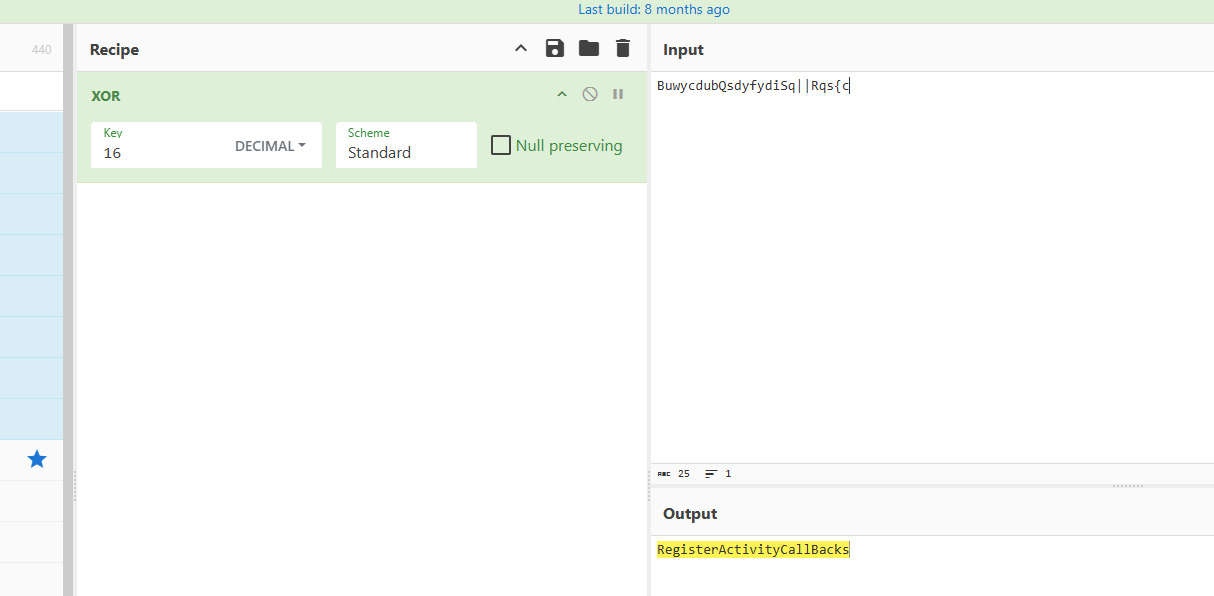 Last build: 8 months ago
440
Recipe
Input
XOR
BuwycdubQsdyfydiSq||Rqs{c
Key
16
DECIMAL
Scheme
Standard
Null preserving
ABC 25 1
Output
RegisterActivityCallBacks